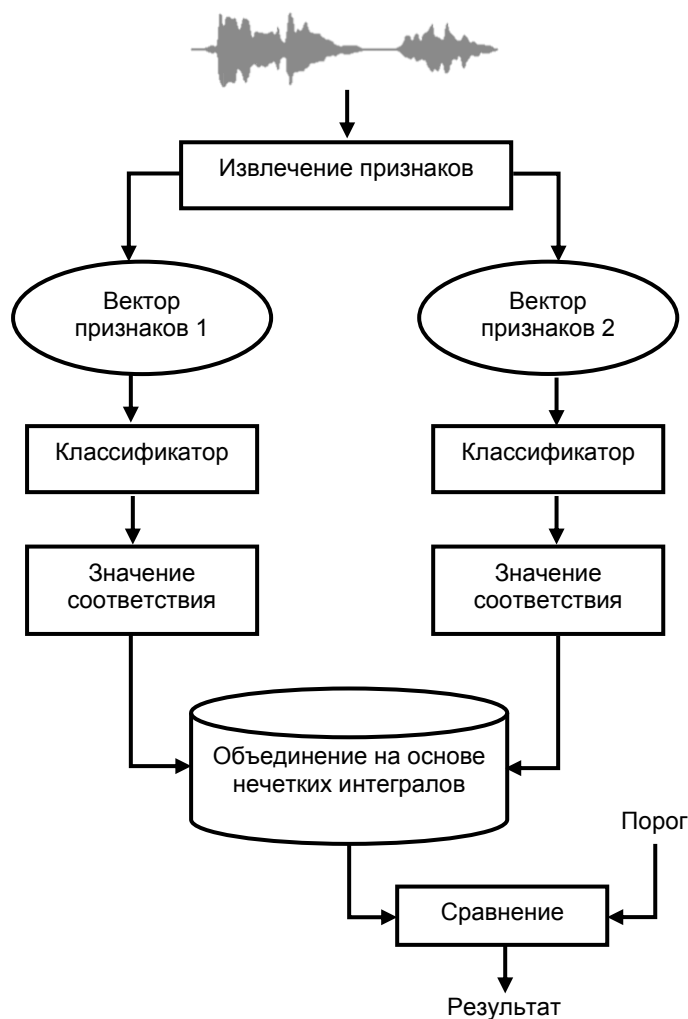 Извлечение признаков
Вектор
признаков 1
Вектор
признаков 2
Классификатор
Классификатор
Значение
соответствия
Значение
соответствия
Объединение на основе
нечетких интегралов
Порог
Сравнение
Результат